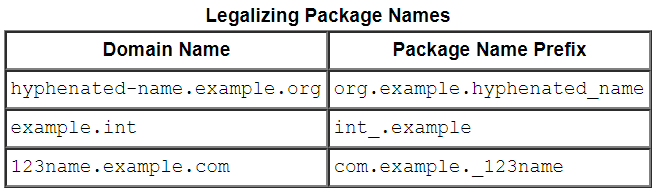 Legalizing Package Names
Domain Name Package Name Prefix
hyphenated-name.example.org org.example.hyphenated_name
example.int int_.example
123name.example.com com.example._123name